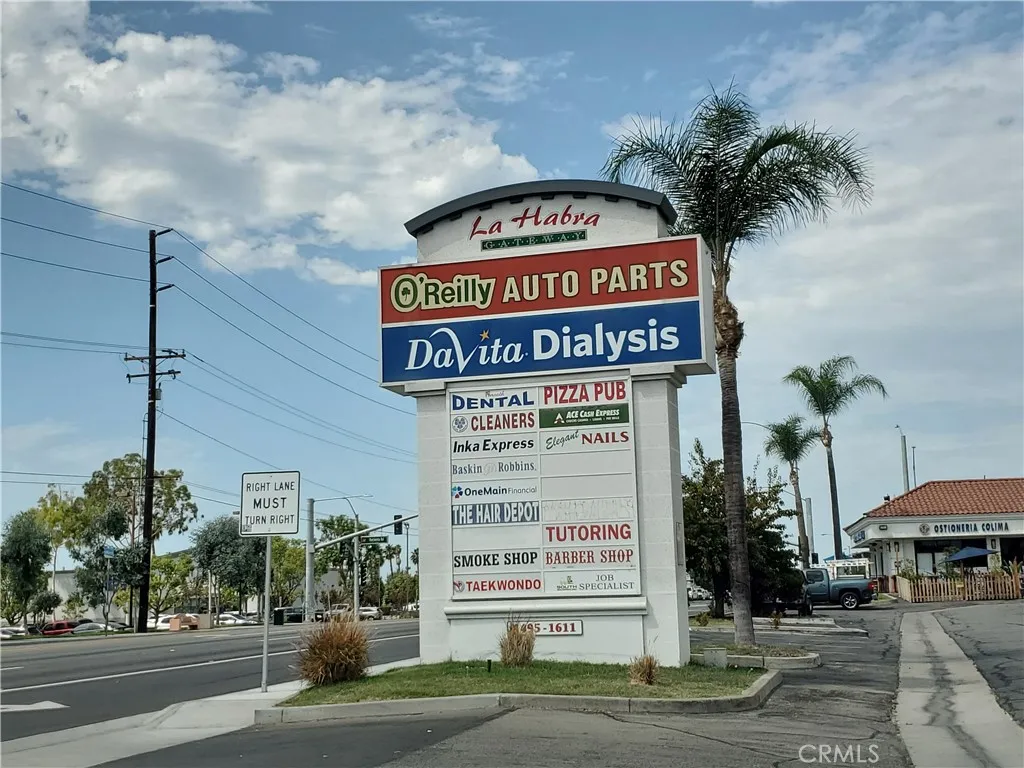 La Habra
GATEWAY
O'Reilly AUTO PARTS
DaVita Dialysis
DENTAL
PIZZA PUB
CLEANERS
ACE CASH EXPRESS
Inka Express
Elegant NAILS
Baskin Robbins
OneMain Financial
THE HAIR DEPOT
TUTORING
SMOKE SHOP
BARBER SHOP
TAEKWONDO
JOB
SPECIALIST
1611
RIGHT LANE
MUST
TURN RIGHT
OSTIONERIA COLIMA
CRMLS